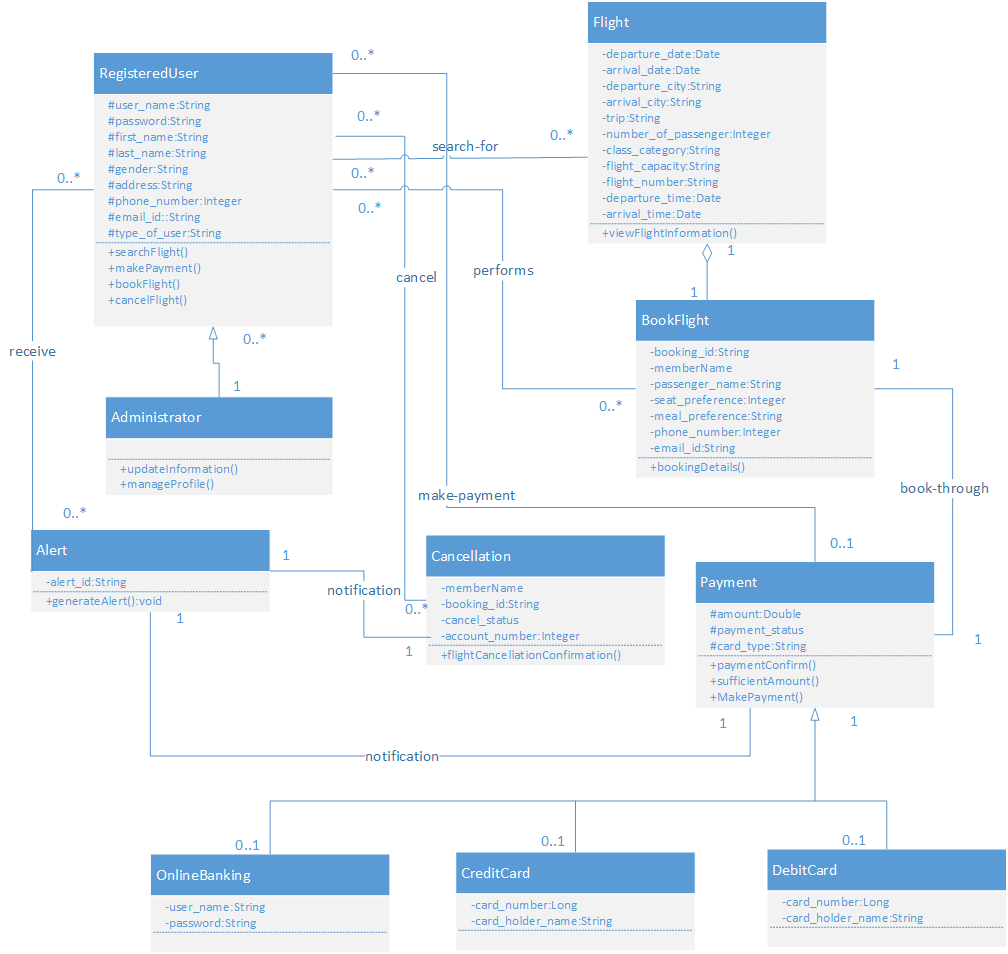 Flight
-departure_date:Date
-arrival_date:Date
-departure_city:String
-arrival_city:String
-trip:String
-number_of_passenger:Integer
-class_category:String
-flight_capacity:String
-flight_number:String
-departure_time:Date
-arrival_time:Date
+viewFlightInformation()
RegisteredUser
#user_name:String
#password:String
#first_name:String
#last_name:String
#gender:String
#address:String
#phone_number:Integer
#email_id::String
#type_of_user:String
+searchFlight()
+makePayment()
+bookFlight()
+cancelFlight()
0..*
0..*
search-for
0..*
0..*
0..*
0..*
1
cancel
performs
1
receive
0..*
1
BookFlight
-booking_id:String
-memberName
-passenger_name:String
-seat_preference:Integer
-meal_preference:String
-phone_number:Integer
-email_id:String
+bookingDetails()
1
0..*
Administrator
+updateInformation()
+manageProfile()
make-payment
book-through
0..*
Alert
-alert_id:String
+generateAlert():void
1
notification
0..*
1
1
Cancellation
-memberName
-booking_id:String
-cancel_status
-account_number:Integer
+flightCancellationConfirmation()
0..1
Payment
#amount:Double
#payment_status
#card_type:String
+paymentConfirm()
+sufficientAmount()
+MakePayment()
1
1
1
notification
0..1
0..1
0..1
OnlineBanking
-user_name:String
-password:String
CreditCard
-card_number:Long
-card_holder_name:String
DebitCard
-card_number:Long
-card_holder_name:String